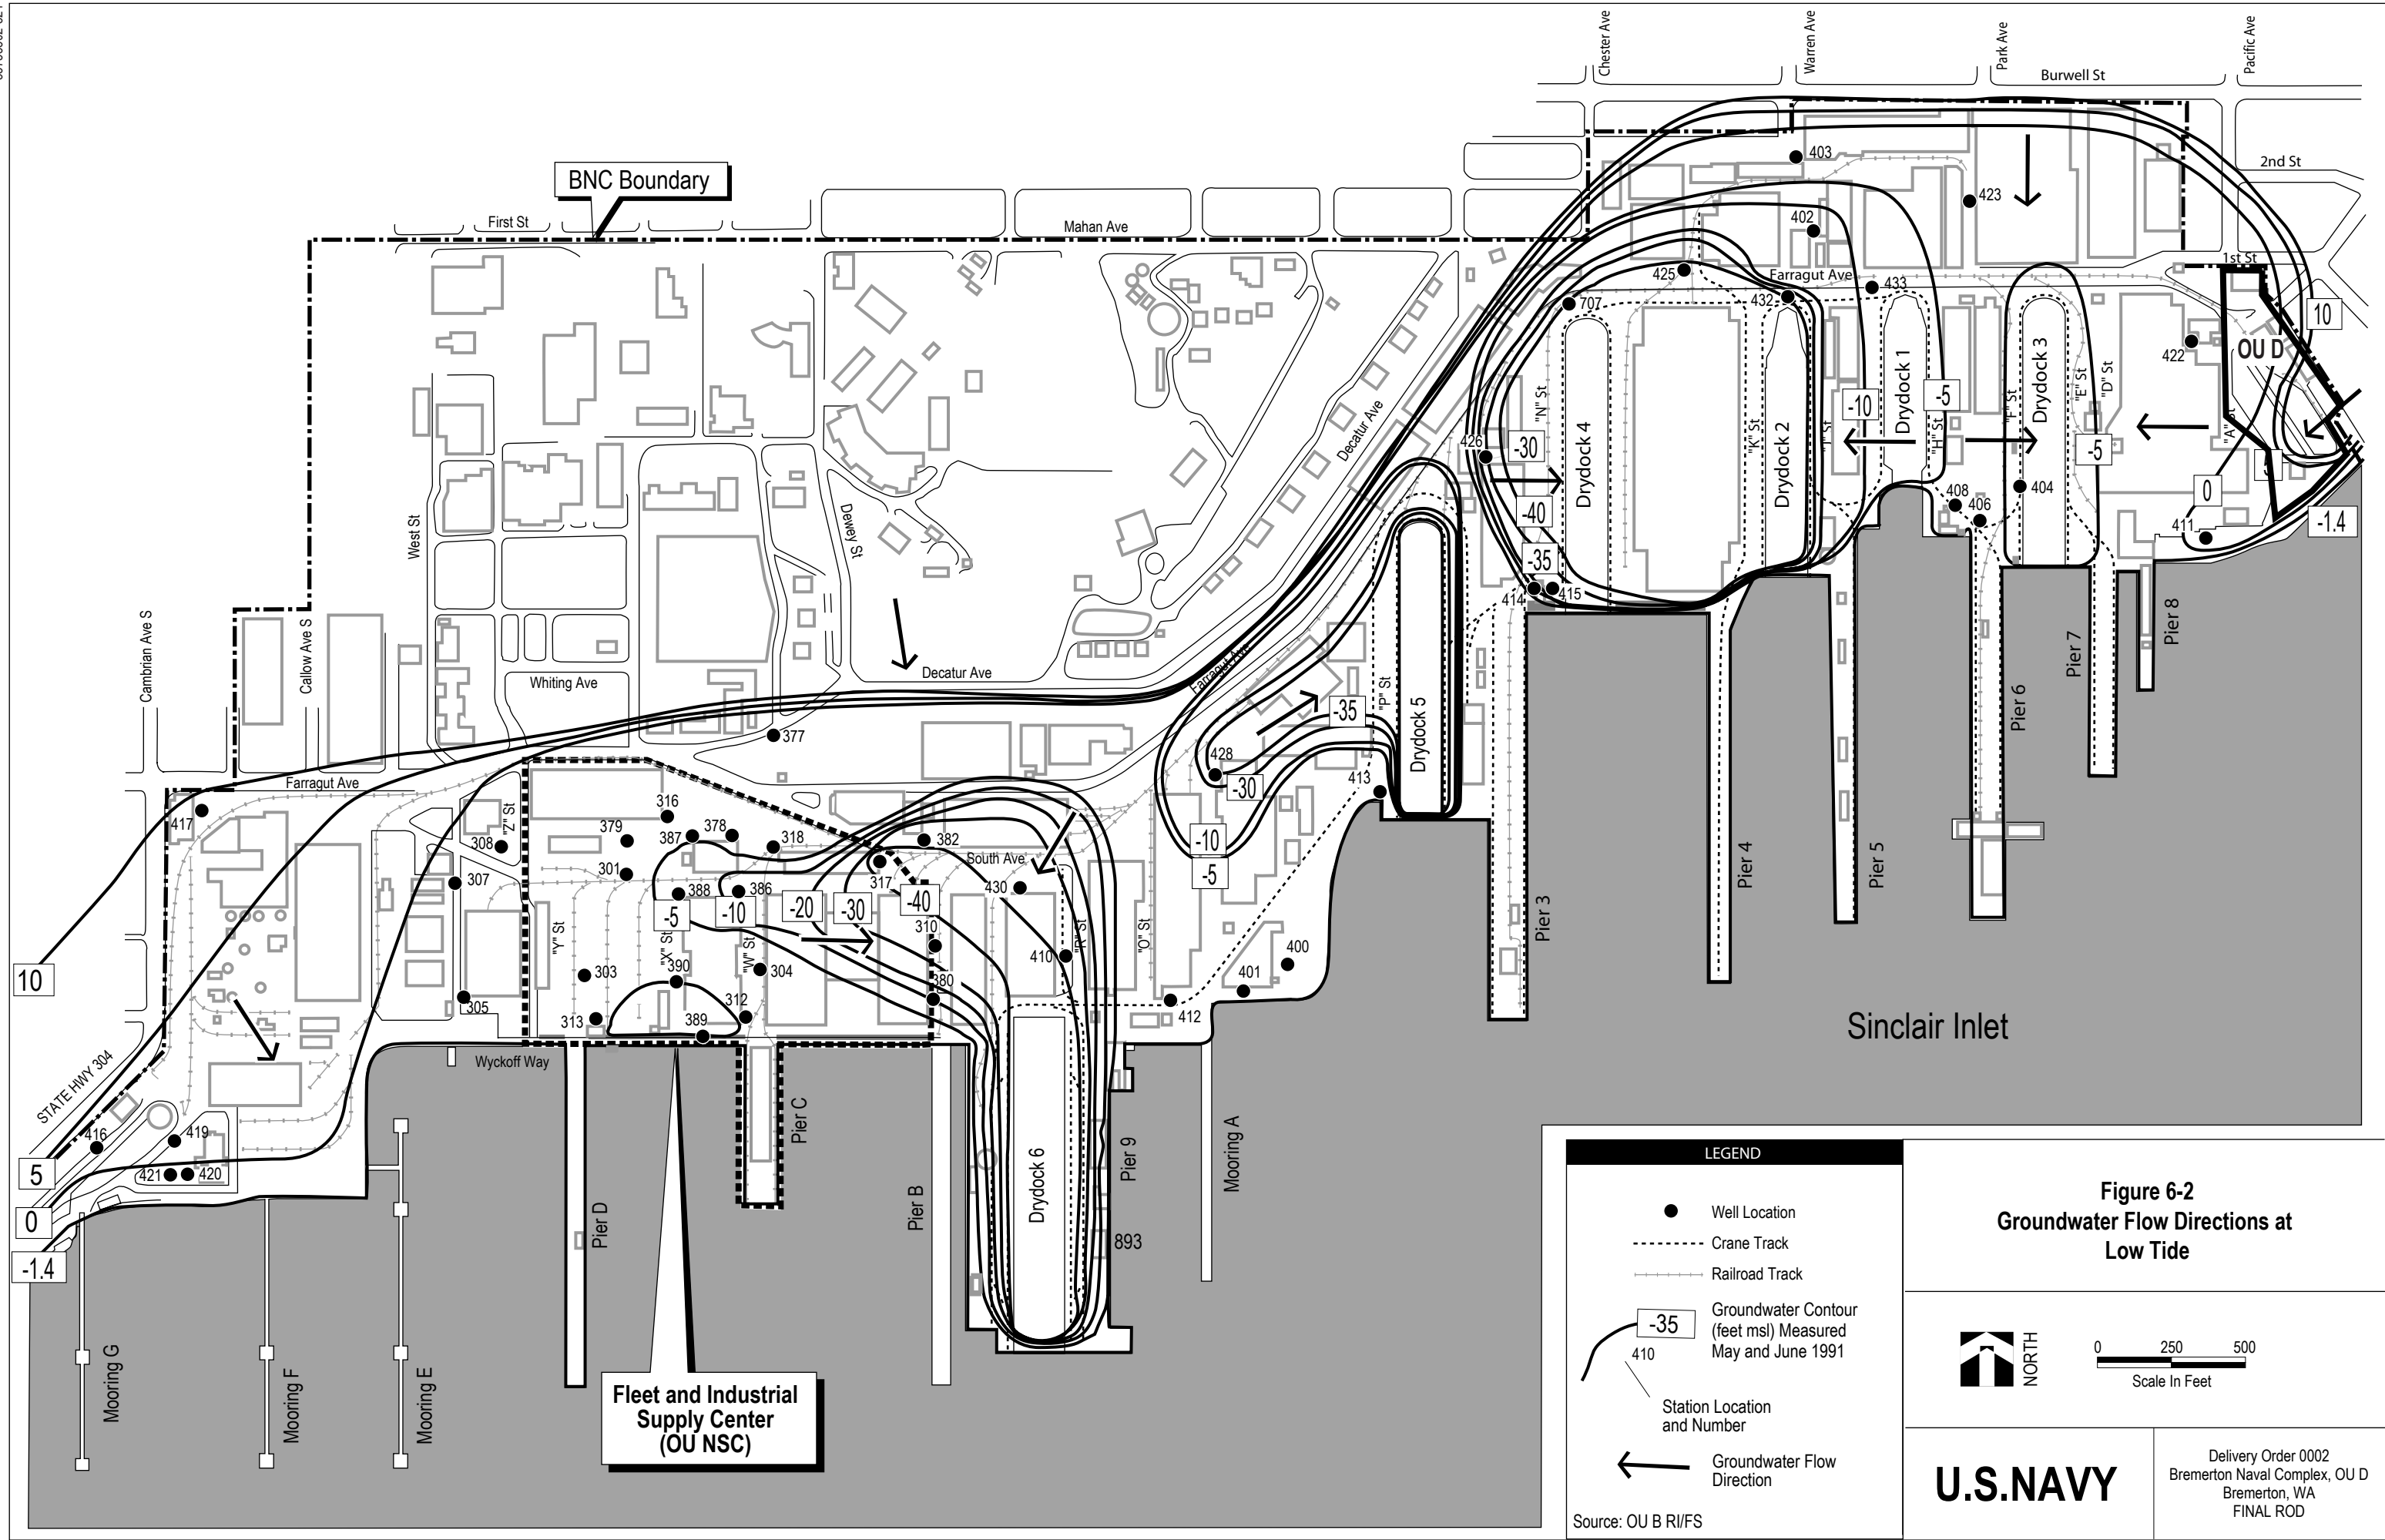 Chester Ave
Warren Ave
Park Ave
Pacific Ave
Burwell St
2nd St
1st St
BNC Boundary
First St
Mahan Ave
403
423
402
425
Farragut Ave
433
432
707
10
OU D
422
West St
Dewey St
Decatur Ave
426
-30
"N" St
Drydock 4
"K" St
Drydock 2
"J" St
-10
Drydock 1
-5
"H" St
"F" St
Drydock 3
"E" St
"D" St
-5
"A" St
0
-1.4
411
408
406
404
-40
-35
414
415
Cambrian Ave S
Callow Ave S
Whiting Ave
Decatur Ave
Farragut Ave
377
"P" St
-35
Drydock 5
428
-30
413
-10
-5
Pier 3
Pier 4
Pier 5
Pier 6
Pier 7
Pier 8
Farragut Ave
417
308
"Z" St
316
379
387
378
318
382
301
317
South Ave
430
307
388
386
-5
-10
-20
-30
-40
310
"Y" St
"X" St
"W" St
"R" St
"O" St
410
400
401
412
303
390
304
380
305
313
312
389
10
STATE HWY 304
Wyckoff Way
416
419
421
420
5
0
-1.4
Mooring G
Mooring F
Mooring E
Pier D
Pier C
Pier B
Drydock 6
Pier 9
893
Mooring A
Sinclair Inlet
Fleet and Industrial
Supply Center
(OU NSC)
LEGEND
Well Location
Crane Track
Railroad Track
-35
410
Groundwater Contour
(feet msl) Measured
May and June 1991
Station Location
and Number
Groundwater Flow
Direction
Source: OU B RI/FS
Figure 6-2
Groundwater Flow Directions at
Low Tide
NORTH
0 250 500
Scale In Feet
U.S.NAVY
Delivery Order 0002
Bremerton Naval Complex, OU D
Bremerton, WA
FINAL ROD